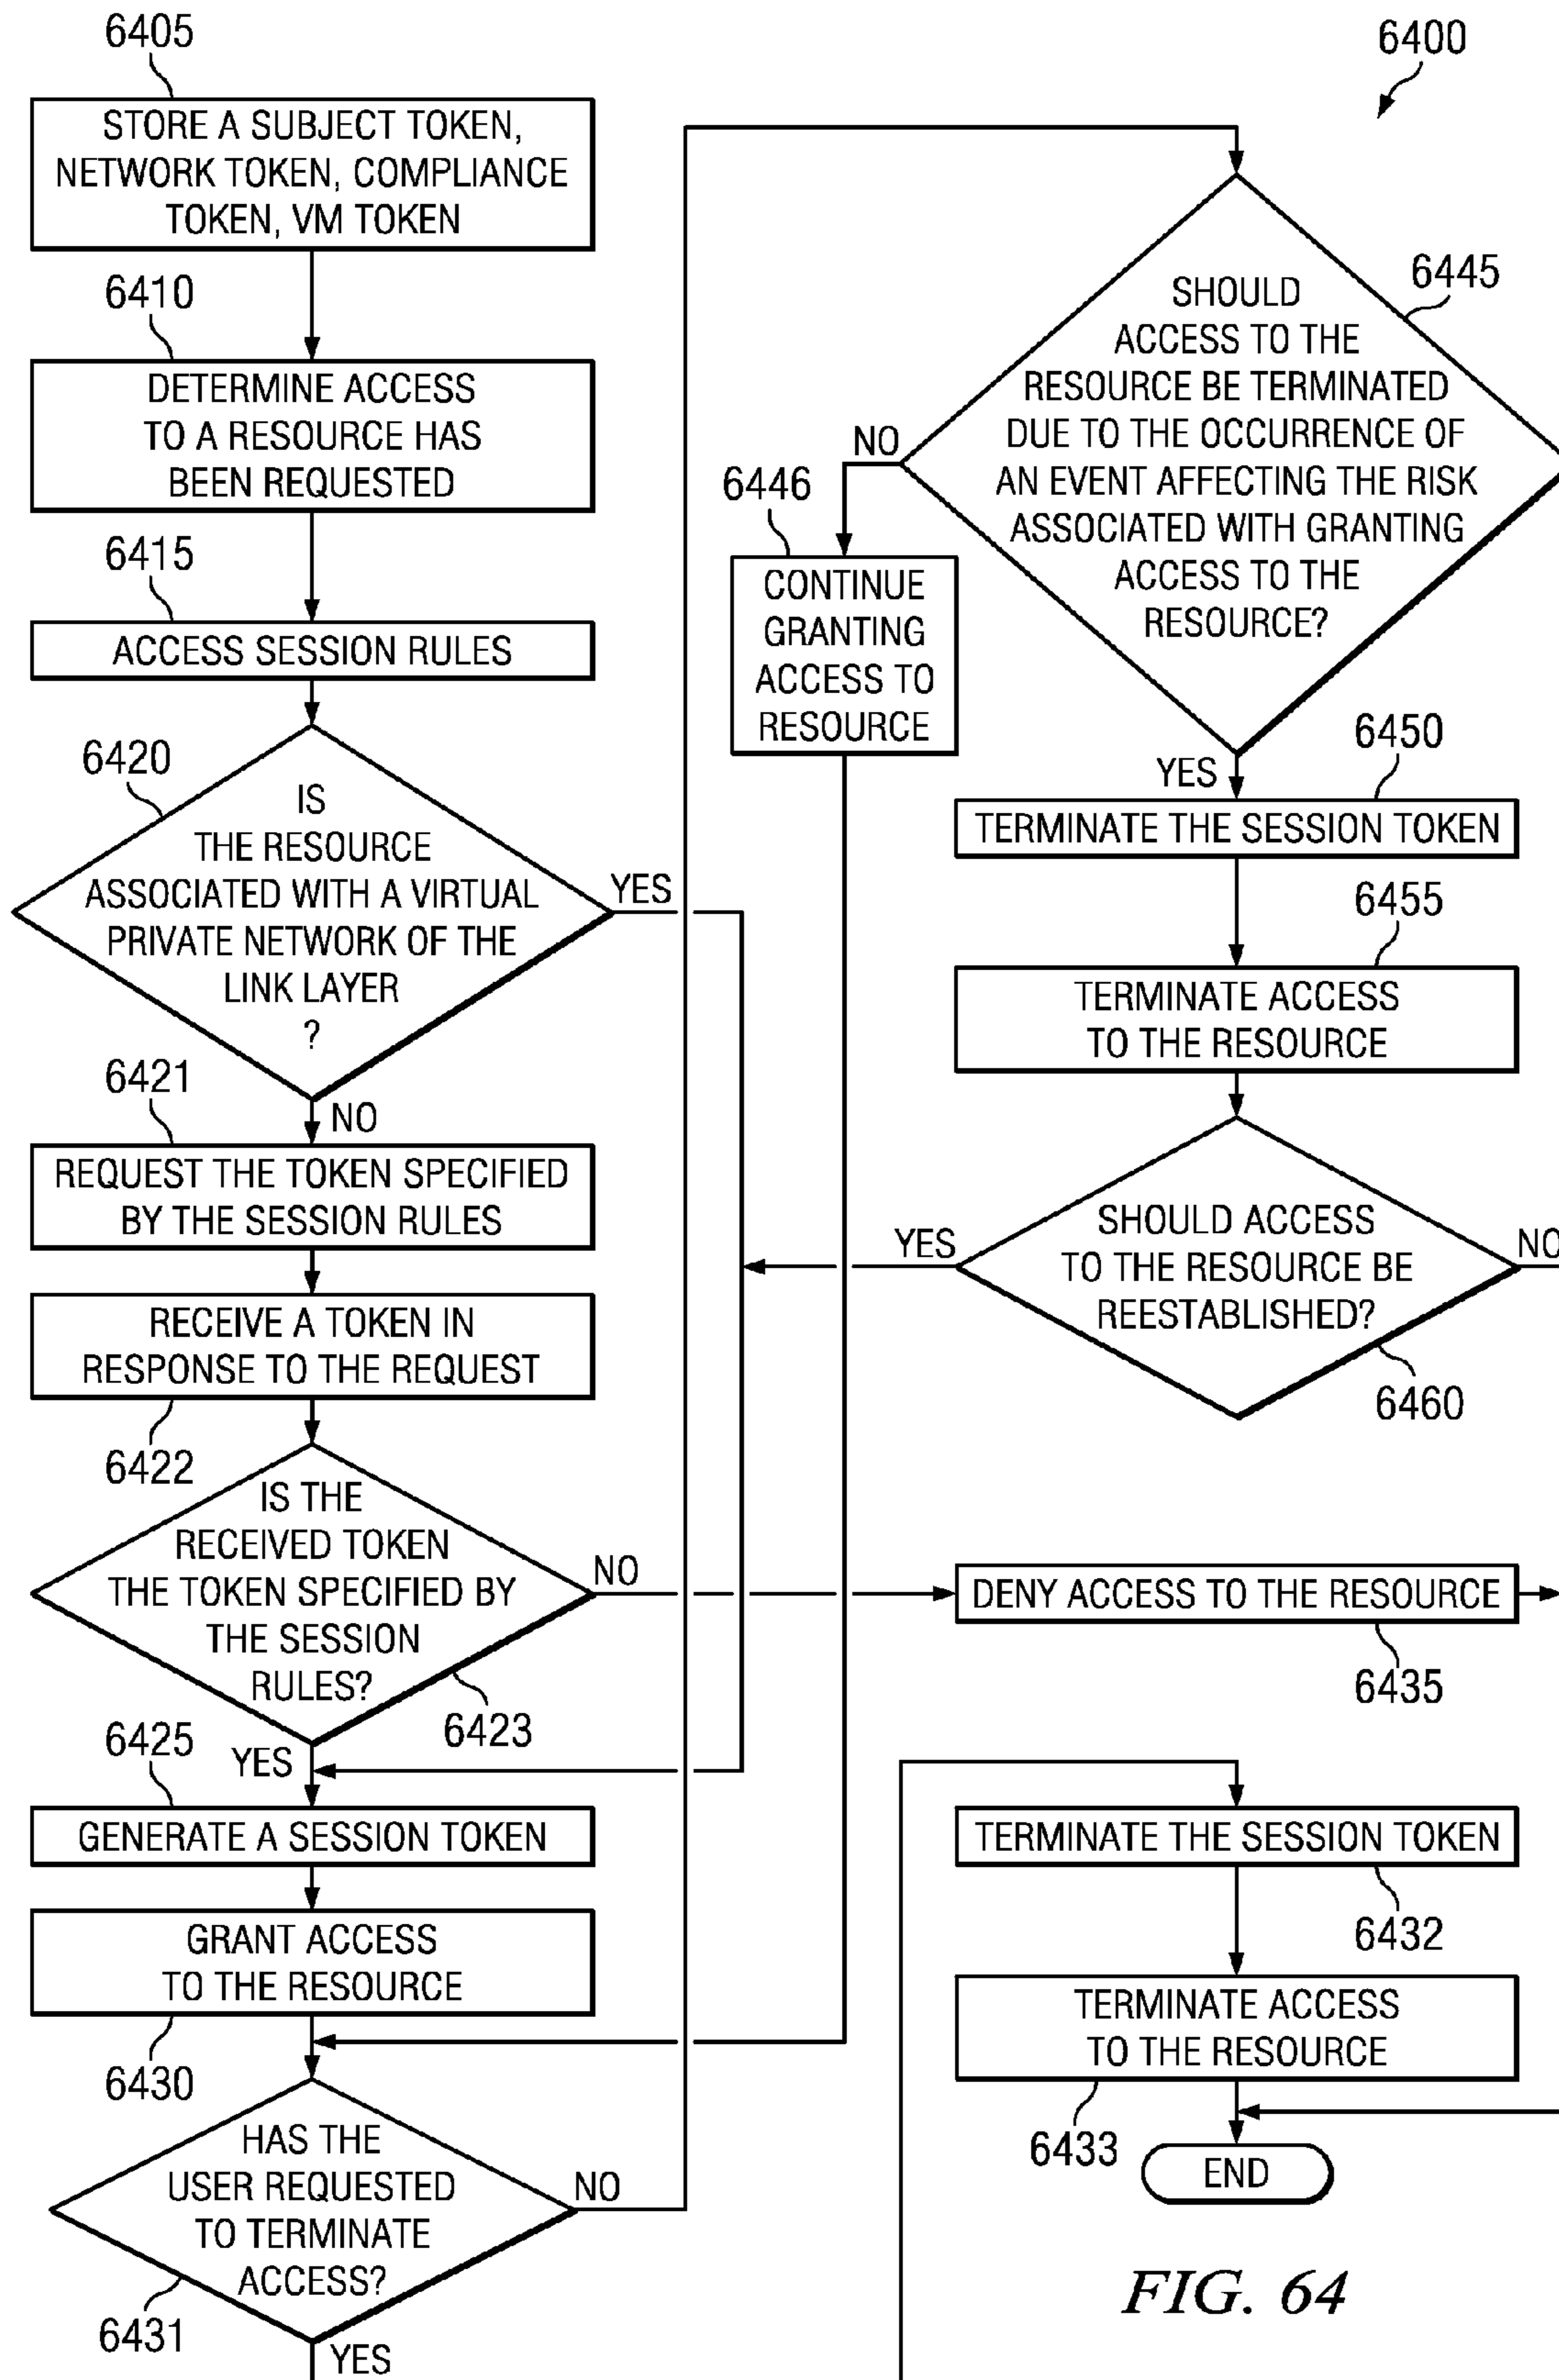 6405
STORE A SUBJECT TOKEN,
NETWORK TOKEN, COMPLIANCE
TOKEN, VM TOKEN
6410
DETERMINE ACCESS
TO A RESOURCE HAS
BEEN REQUESTED
6415
ACCESS SESSION RULES
6420
IS
THE RESOURCE
ASSOCIATED WITH A VIRTUAL
PRIVATE NETWORK OF THE
LINK LAYER
?
YES
NO
6421
REQUEST THE TOKEN SPECIFIED
BY THE SESSION RULES
RECEIVE A TOKEN IN
RESPONSE TO THE REQUEST
6422
IS THE
RECEIVED TOKEN
THE TOKEN SPECIFIED BY
THE SESSION
RULES?
NO
6423
YES
6425
GENERATE A SESSION TOKEN
GRANT ACCESS
TO THE RESOURCE
6430
HAS THE
USER REQUESTED
TO TERMINATE
ACCESS?
NO
6431
YES
6400
6445
SHOULD
ACCESS TO THE
RESOURCE BE TERMINATED
DUE TO THE OCCURRENCE OF
AN EVENT AFFECTING THE RISK
ASSOCIATED WITH GRANTING
ACCESS TO THE
RESOURCE?
NO
6446
CONTINUE
GRANTING
ACCESS TO
RESOURCE
YES
6450
TERMINATE THE SESSION TOKEN
6455
TERMINATE ACCESS
TO THE RESOURCE
SHOULD ACCESS
TO THE RESOURCE BE
REESTABLISHED?
YES
NO
6460
DENY ACCESS TO THE RESOURCE
6435
TERMINATE THE SESSION TOKEN
6432
TERMINATE ACCESS
TO THE RESOURCE
6433
END
FIG. 64